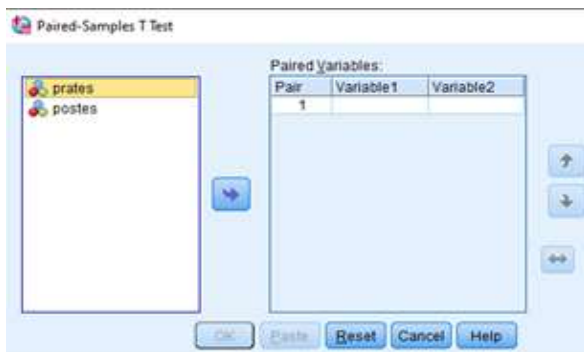 Paired-Samples T Test
prates
postes
Paired Variables:
Pair Variable1 Variable2
1
OK Paste Reset Cancel Help